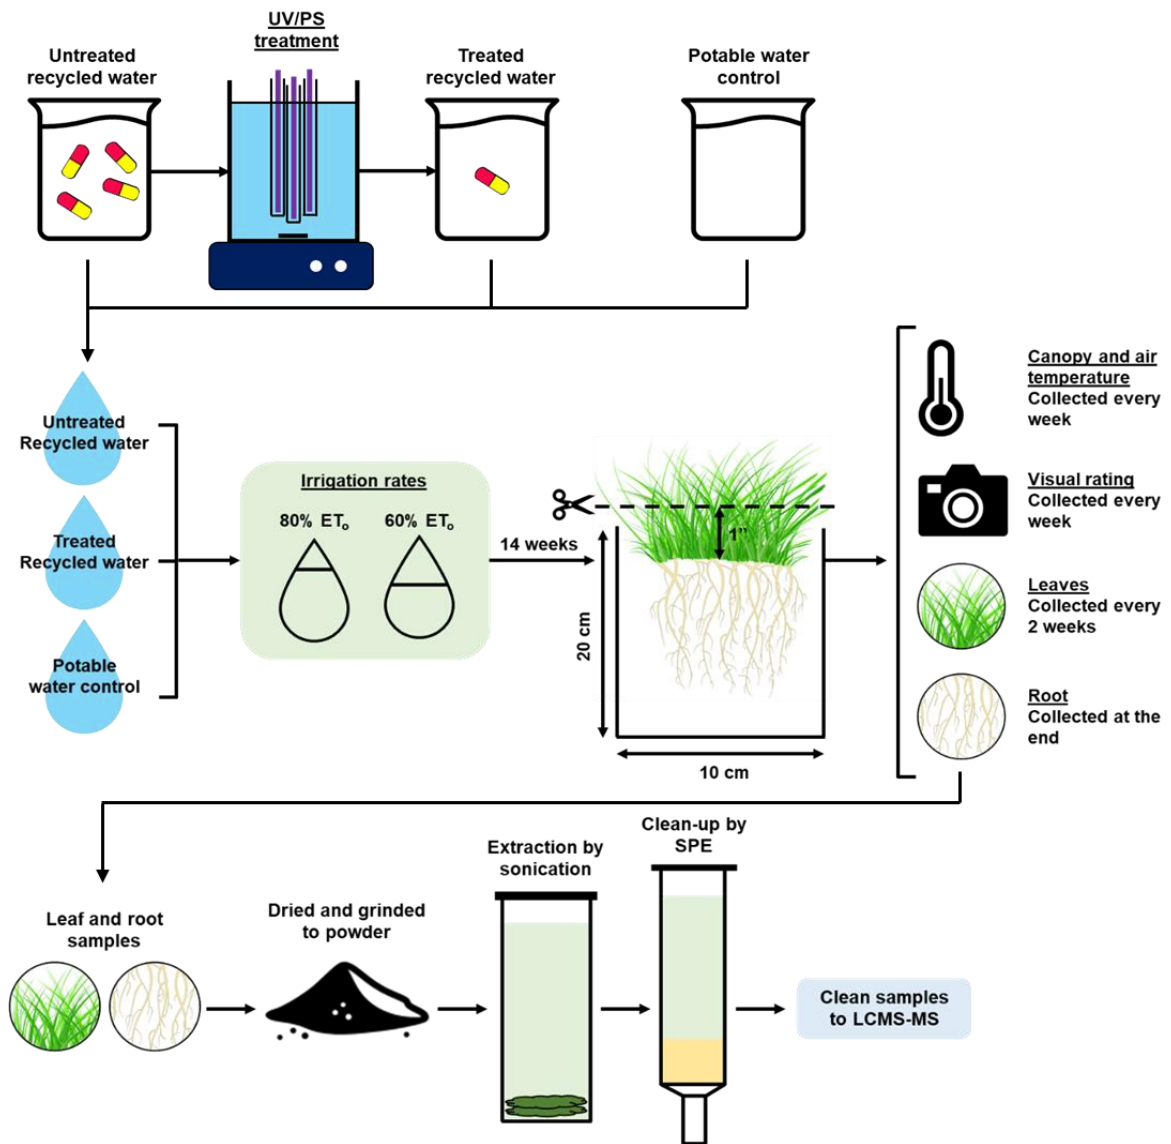 UV/PS
treatment
Untreated
recycled water
Treated
recycled water
Potable water
control
Untreated
Recycled water
Treated
Recycled water
Potable
water control
Irrigation rates
80% ETo
60% ETo
14 weeks
1”
20 cm
10 cm
Canopy and air
temperature
Collected every
week
Visual rating
Collected every
week
Leaves
Collected every
2 weeks
Root
Collected at the
end
Leaf and root
samples
Dried and grinded
to powder
Extraction by
sonication
Clean-up by
SPE
Clean samples
to LCMS-MS